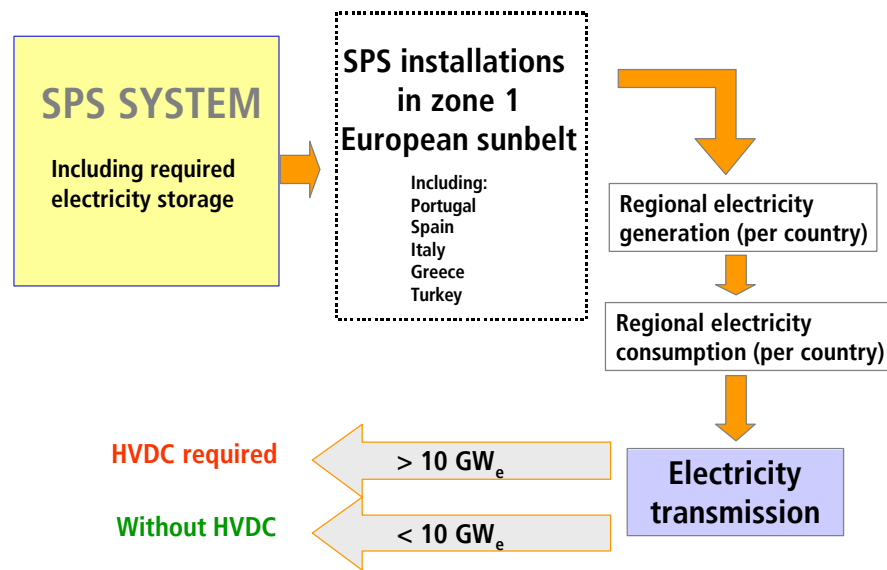 SPS SYSTEM
Including required
electricity storage
SPS installations
in zone 1
European sunbelt
Including:
Portugal
Spain
Italy
Greece
Turkey
Regional electricity
generation (per country)
Regional electricity
consumption (per country)
Electricity
transmission
HVDC required
> 10 GWe
Without HVDC
< 10 GWe